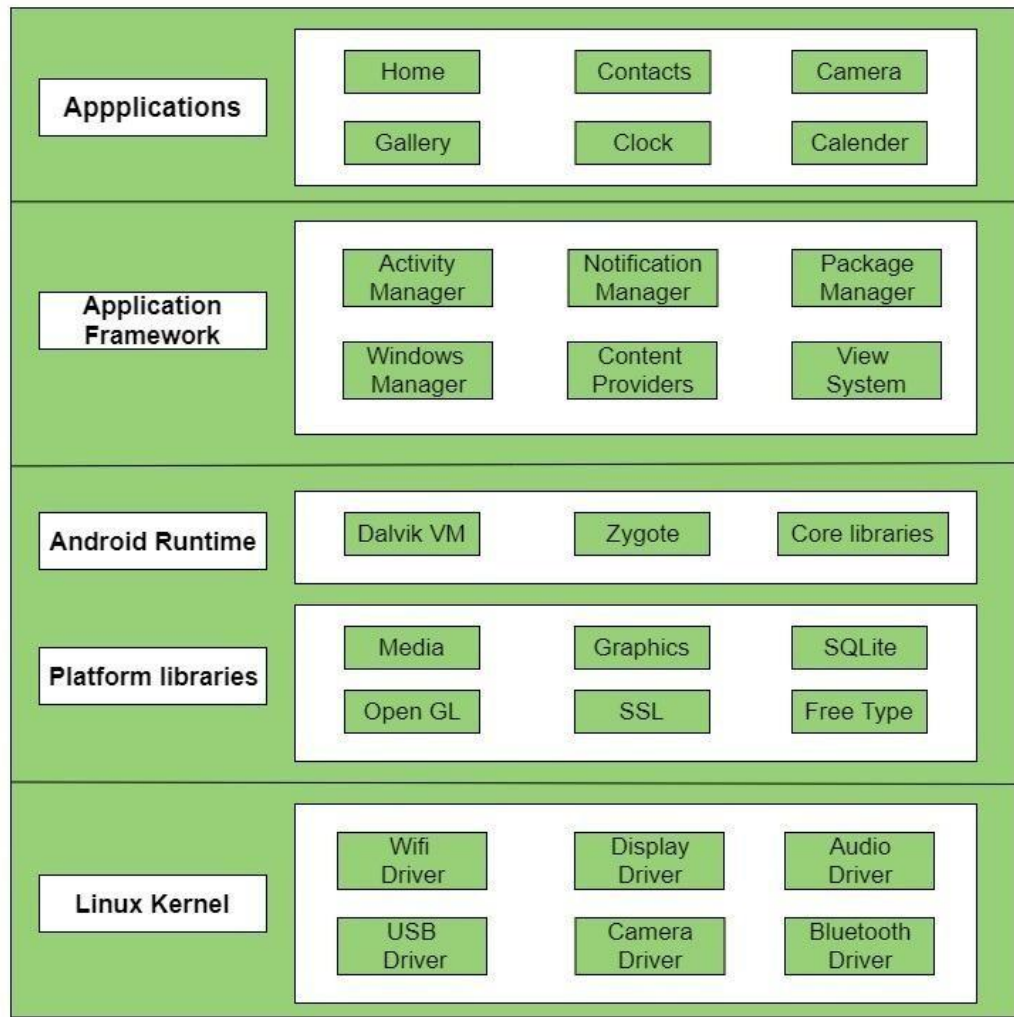 Appplications
Home
Contacts
Camera
Gallery
Clock
Calender
Application
Framework
Activity
Manager
Notification
Manager
Package
Manager
Windows
Manager
Content
Providers
View
System
Android Runtime
Dalvik VM
Zygote
Core libraries
Platform libraries
Media
Graphics
SQLite
Open GL
SSL
Free Type
Linux Kernel
Wifi
Driver
Display
Driver
Audio
Driver
USB
Driver
Camera
Driver
Bluetooth
Driver